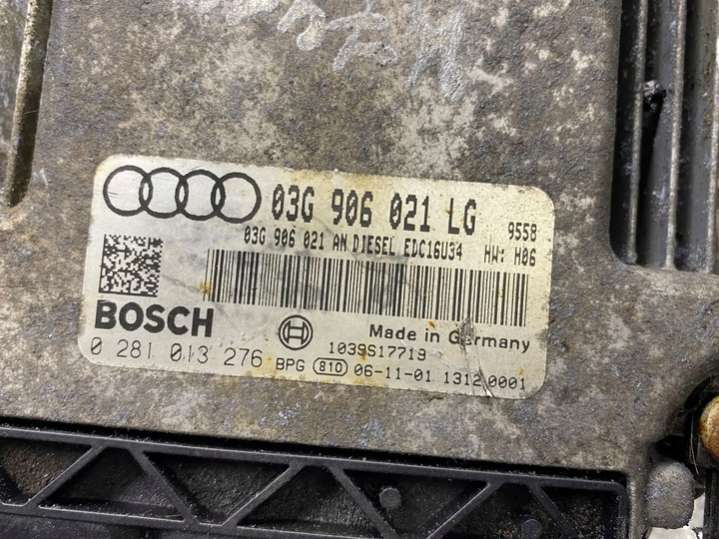 03G 906 021 LG 9558
03G 906 021 AN DIESEL EDC16U34 HW: H06
BOSCH
Made in Germany
1039S17719
0 281 013 276 BPG 810 06-11-01 1312 0001